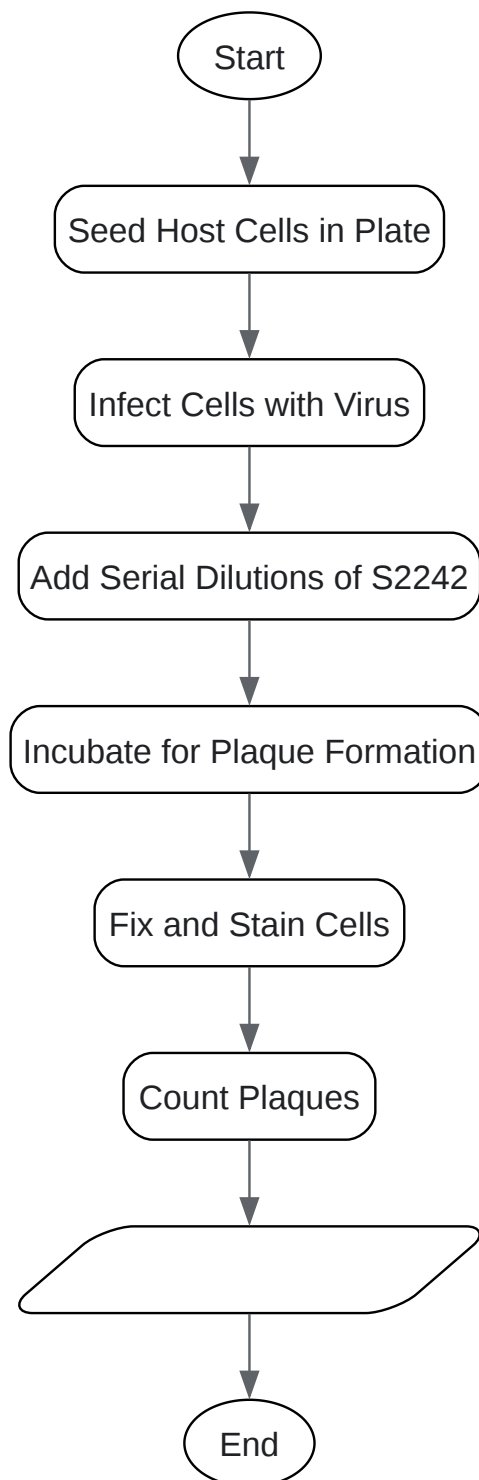 Start
Seed Host Cells in Plate
Infect Cells with Virus
Add Serial Dilutions of S2242
Incubate for Plaque Formation
Fix and Stain Cells
Count Plaques
End